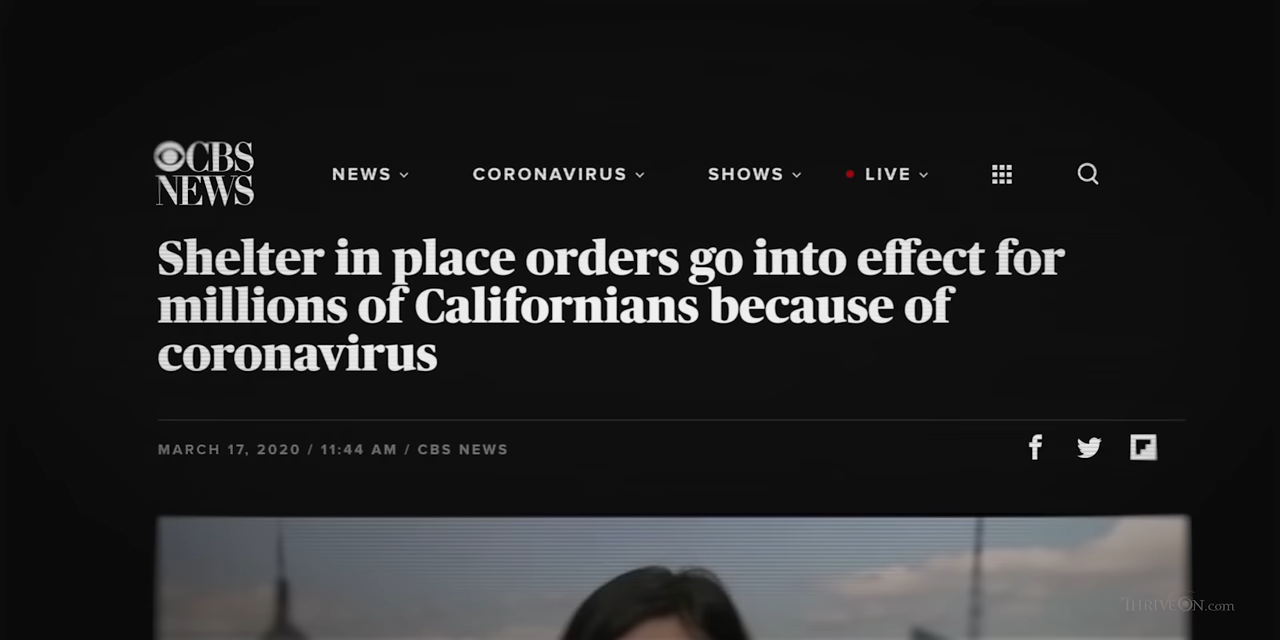 CBS
NEWS
NEWS CORONAVIRUS SHOWS LIVE
Shelter in place orders go into effect for
millions of Californians because of
coronavirus
MARCH 17, 2020 / 11:44 AM / CBS NEWS
THRIVEON.com